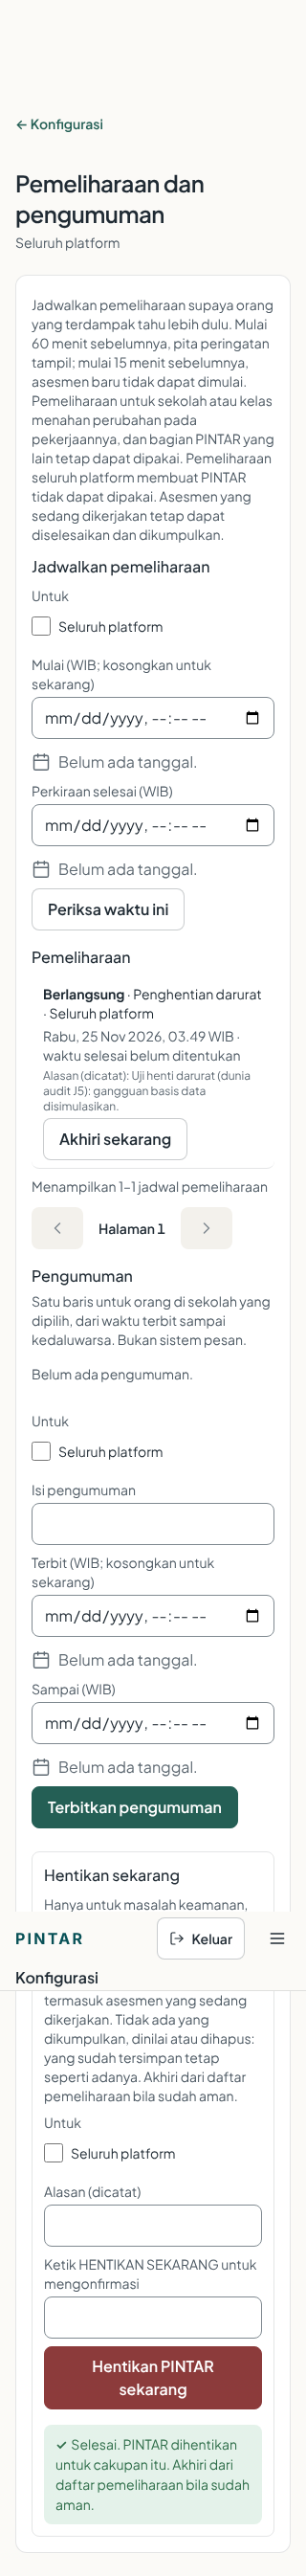 ← Konfigurasi
Pemeliharaan dan
pengumuman
Seluruh platform
Jadwalkan pemeliharaan supaya orang
yang terdampak tahu lebih dulu. Mulai
60 menit sebelumnya, pita peringatan
tampil; mulai 15 menit sebelumnya,
asesmen baru tidak dapat dimulai.
Pemeliharaan untuk sekolah atau kelas
menahan perubahan pada
pekerjaannya, dan bagian PINTAR yang
lain tetap dapat dipakai. Pemeliharaan
seluruh platform membuat PINTAR
tidak dapat dipakai. Asesmen yang
sedang dikerjakan tetap dapat
diselesaikan dan dikumpulkan.
Jadwalkan pemeliharaan
Untuk
Seluruh platform
Mulai (WIB; kosongkan untuk
sekarang)
mm/dd/yyyy, --:-- --
Belum ada tanggal.
Perkiraan selesai (WIB)
mm/dd/yyyy, --:-- --
Belum ada tanggal.
Periksa waktu ini
Pemeliharaan
Berlangsung · Penghentian darurat
· Seluruh platform
Rabu, 25 Nov 2026, 03.49 WIB ·
waktu selesai belum ditentukan
Alasan (dicatat): Uji henti darurat (dunia
audit J5): gangguan basis data
disimulasikan.
Akhiri sekarang
Menampilkan 1–1 jadwal pemeliharaan
Halaman 1
Pengumuman
Satu baris untuk orang di sekolah yang
dipilih, dari waktu terbit sampai
kedaluwarsa. Bukan sistem pesan.
Belum ada pengumuman.
Untuk
Seluruh platform
Isi pengumuman
Terbit (WIB; kosongkan untuk
sekarang)
mm/dd/yyyy, --:-- --
Belum ada tanggal.
Sampai (WIB)
mm/dd/yyyy, --:-- --
Belum ada tanggal.
Terbitkan pengumuman
Hentikan sekarang
Hanya untuk masalah keamanan,
PINTAR
Keluar
Konfigurasi
termasuk asesmen yang sedang
dikerjakan. Tidak ada yang
dikumpulkan, dinilai atau dihapus:
yang sudah tersimpan tetap
seperti adanya. Akhiri dari daftar
pemeliharaan bila sudah aman.
Untuk
Seluruh platform
Alasan (dicatat)
Ketik HENTIKAN SEKARANG untuk
mengonfirmasi
Hentikan PINTAR
sekarang
✓ Selesai. PINTAR dihentikan
untuk cakupan itu. Akhiri dari
daftar pemeliharaan bila sudah
aman.